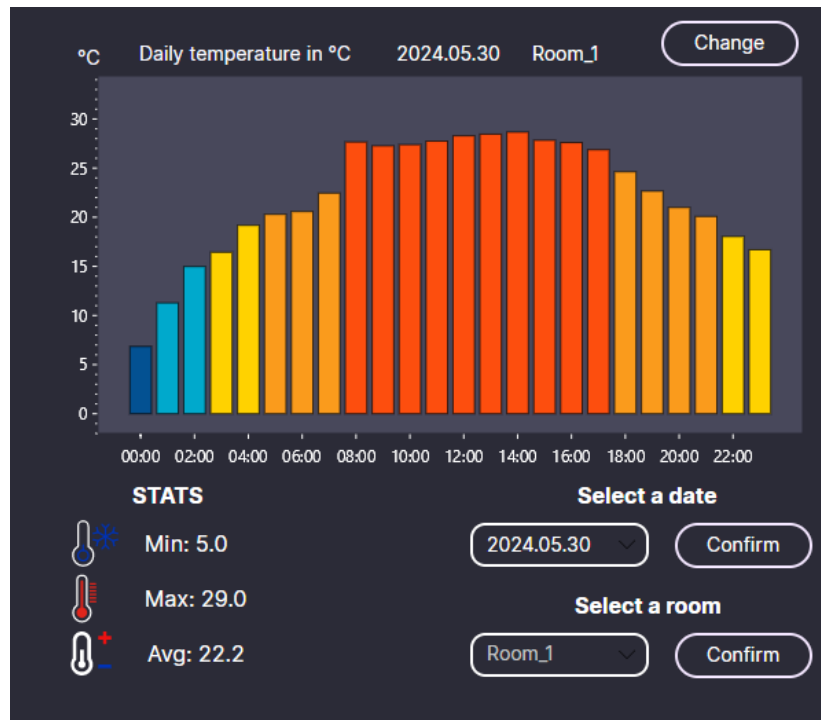 °C Daily temperature in °C 2024.05.30 Room_1 Change
30
25
20
15
10
5
0
00:00 02:00 04:00 06:00 08:00 10:00 12:00 14:00 16:00 18:00 20:00 22:00
STATS Select a date
Min: 5.0 2024.05.30 Confirm
Max: 29.0 Select a room
Avg: 22.2 Room_1 Confirm